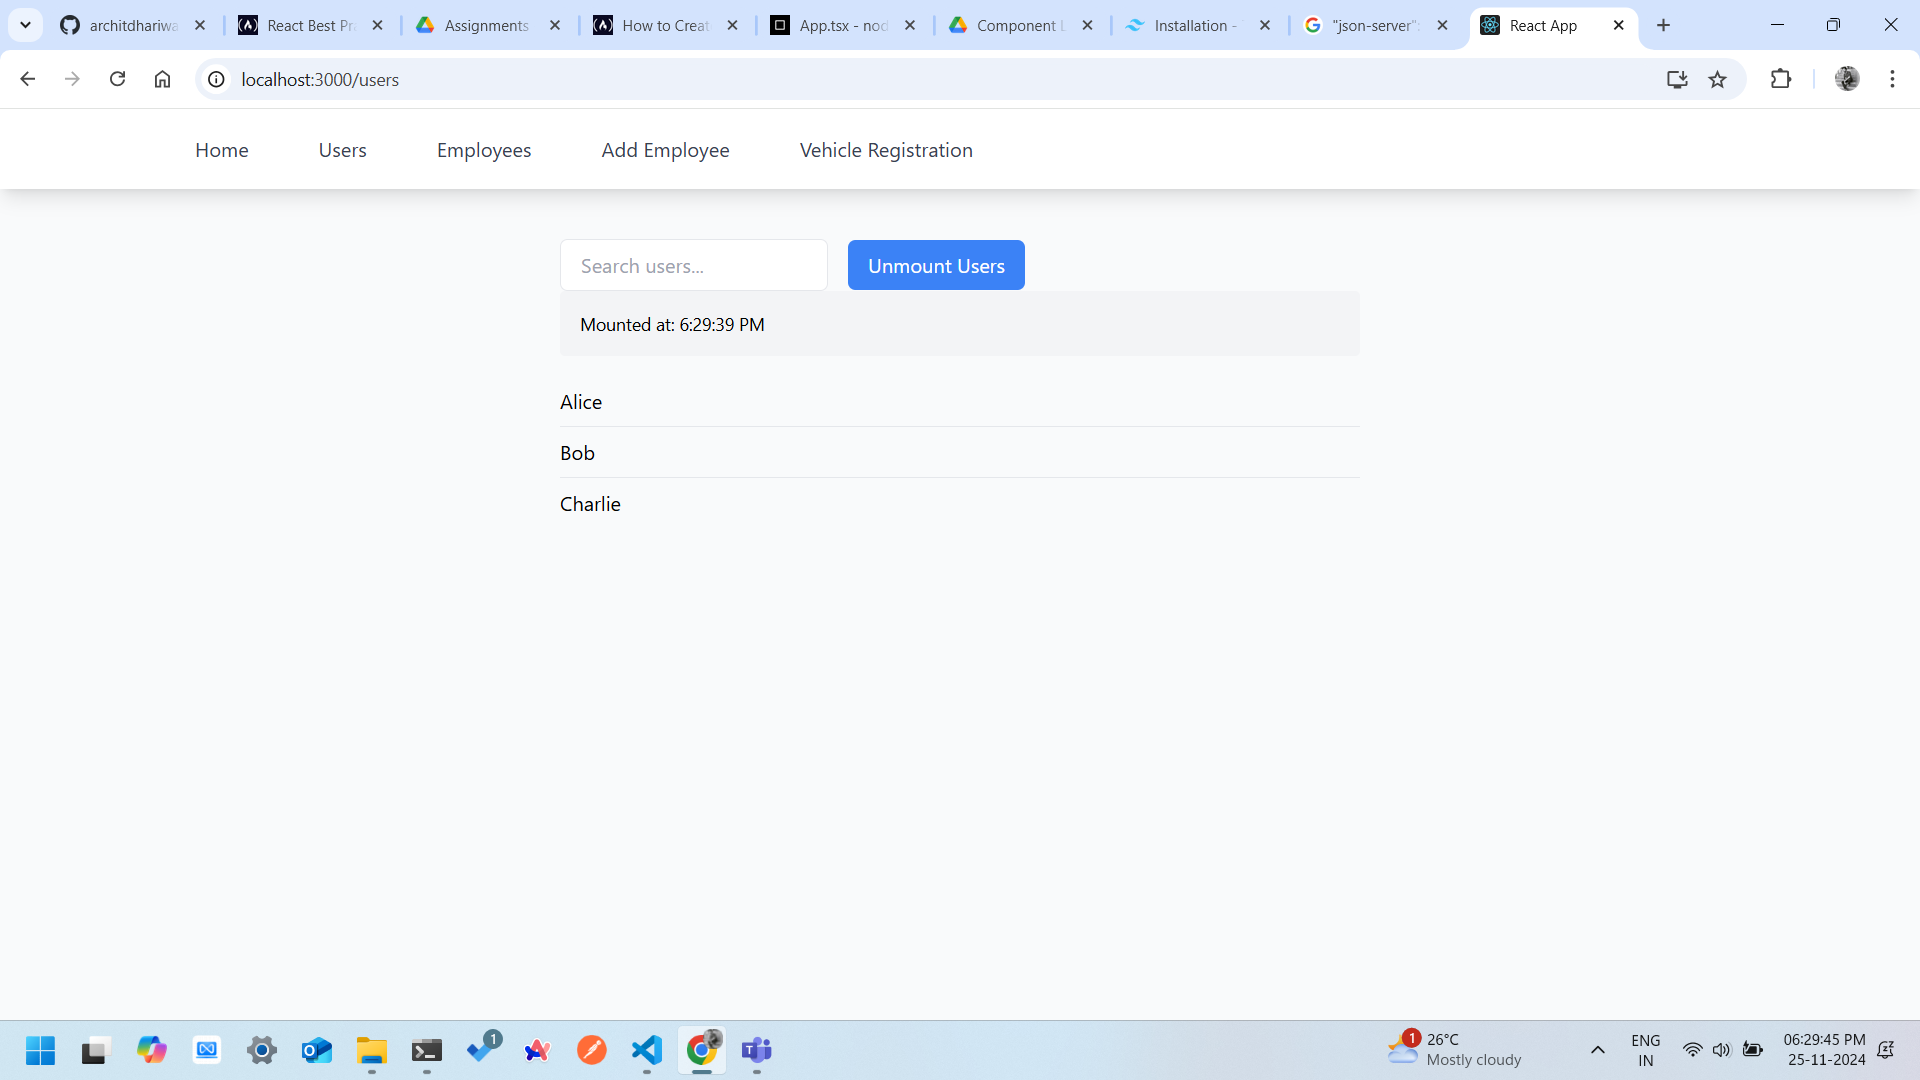 architdhariwa
React Best Pra
Assignments
How to Creat
App.tsx - nod
Component L
Installation -
"json-server":
React App
localhost:3000/users
Home
Users
Employees
Add Employee
Vehicle Registration
Search users...
Unmount Users
Mounted at: 6:29:39 PM
Alice
Bob
Charlie
1
1
26°C
Mostly cloudy
ENG
IN
06:29:45 PM
25-11-2024